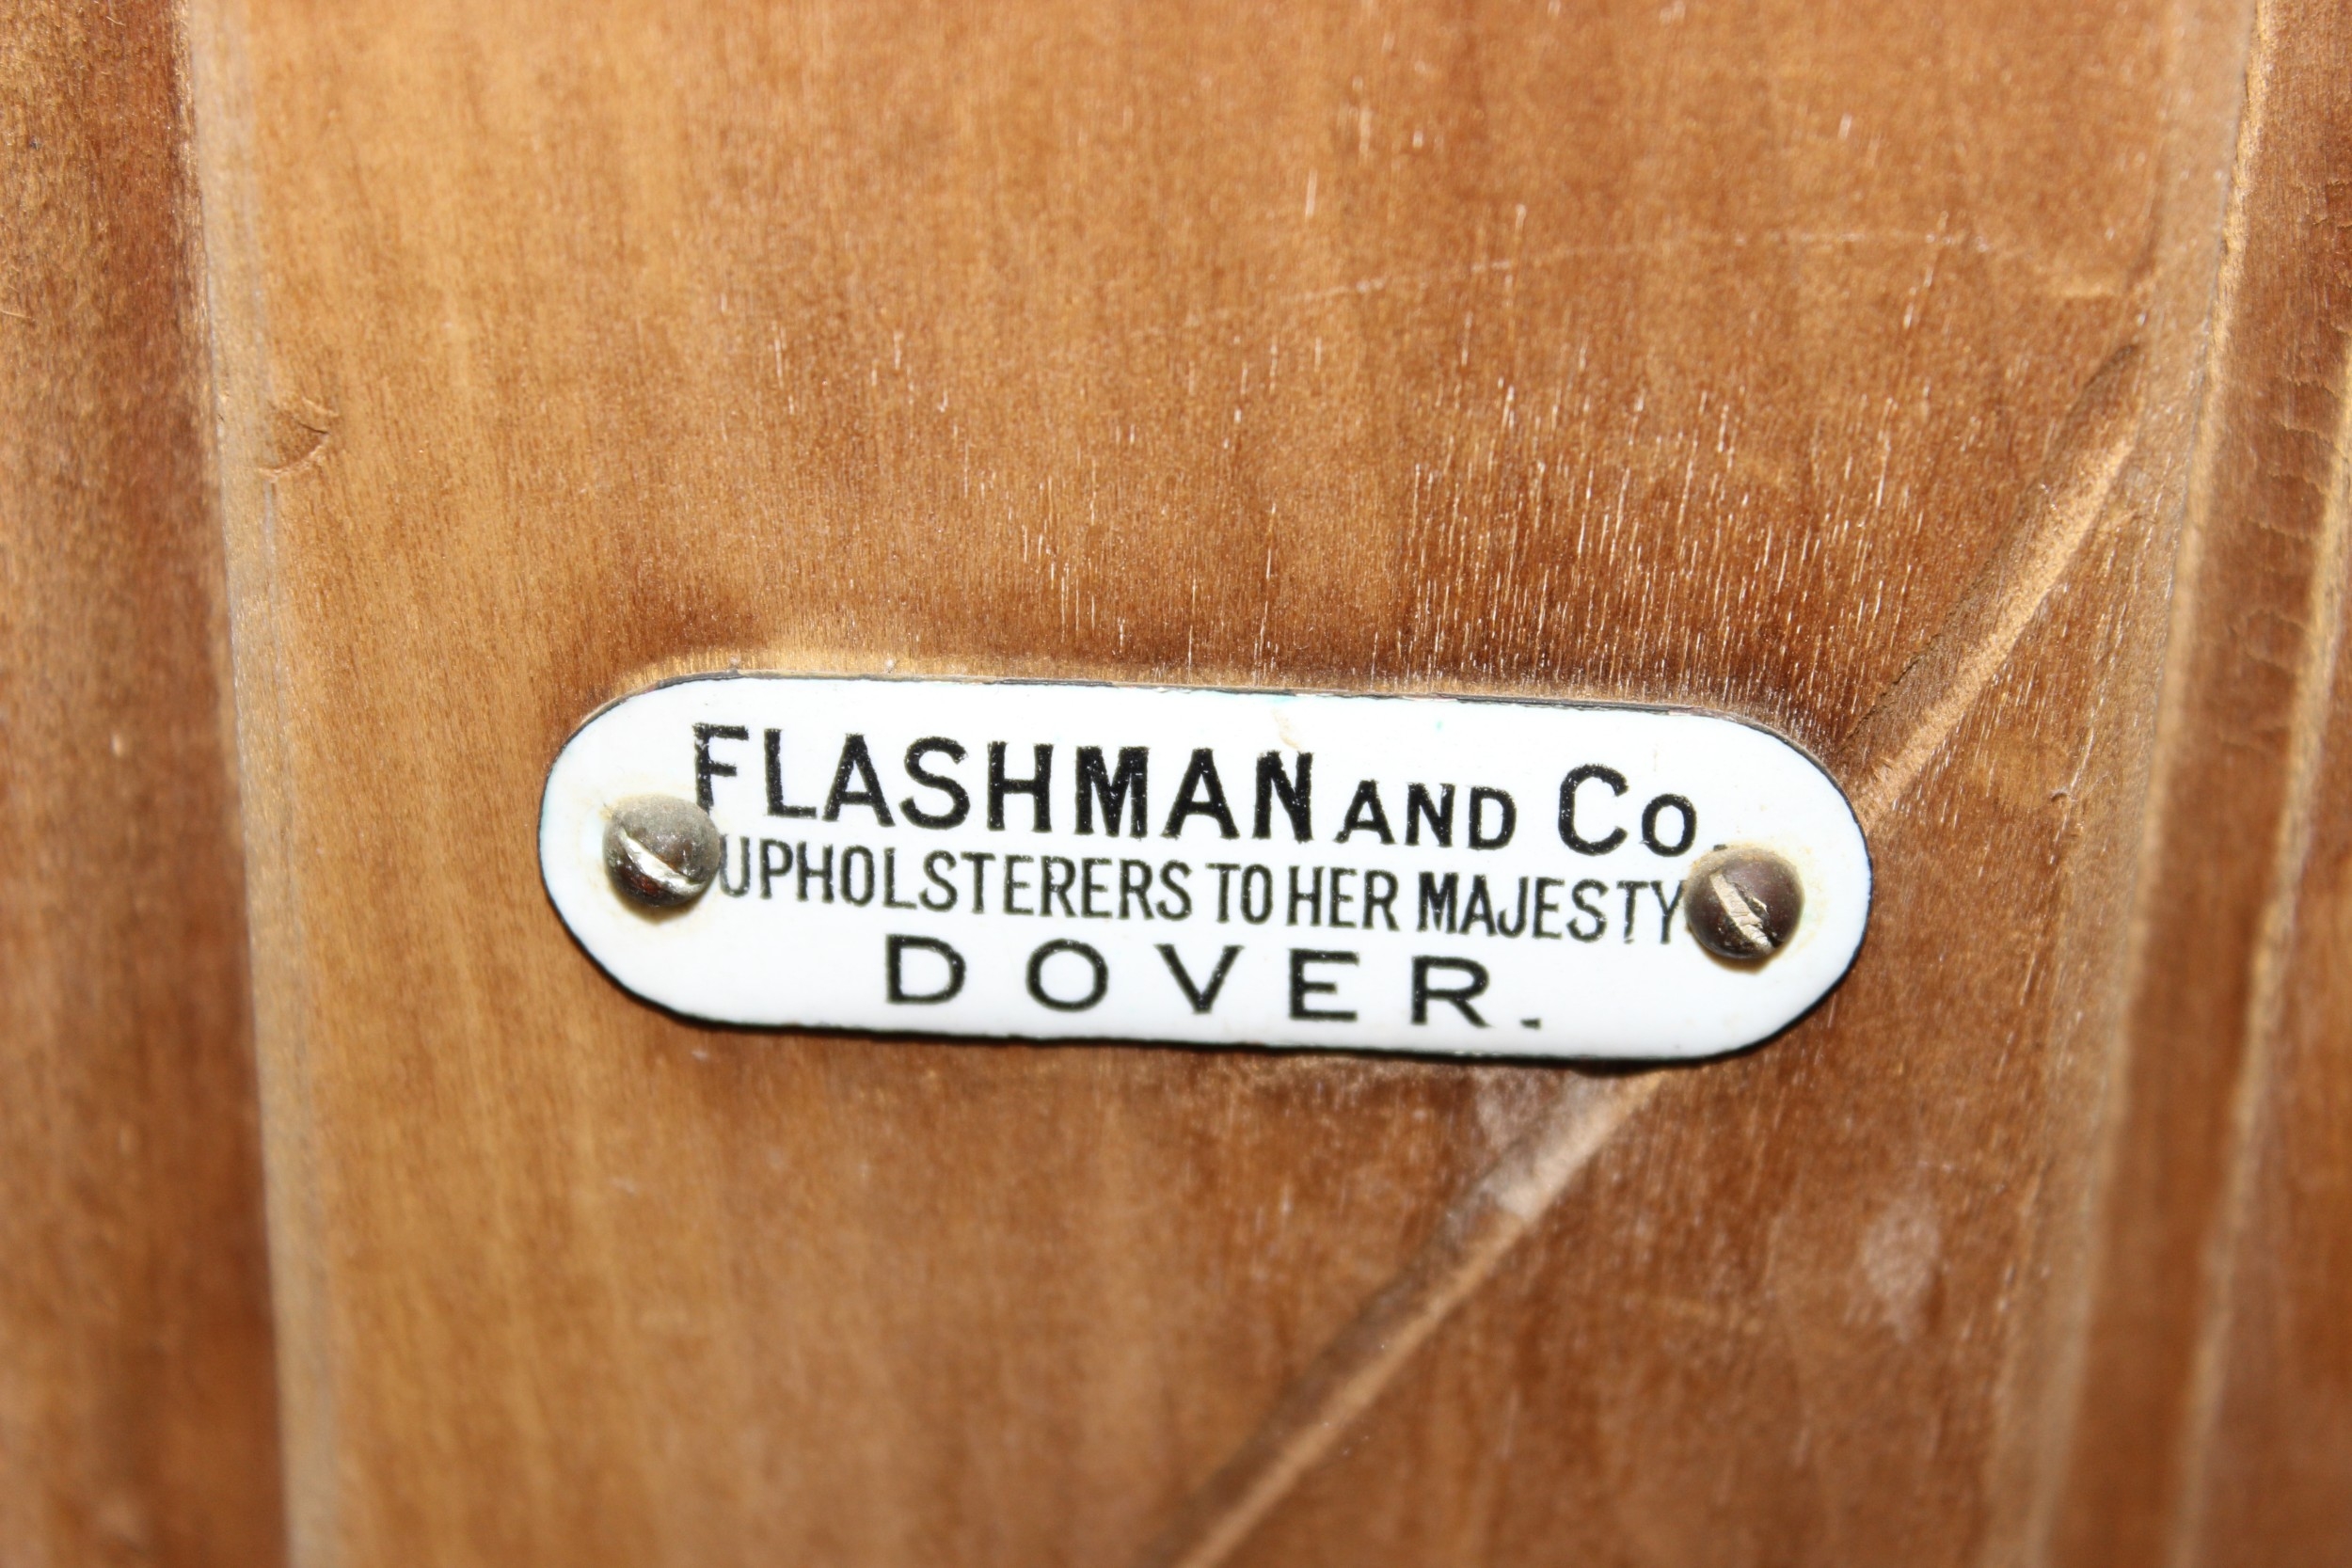 FLASHMAN AND CO.
UPHOLSTERERS TO HER MAJESTY
DOVER.